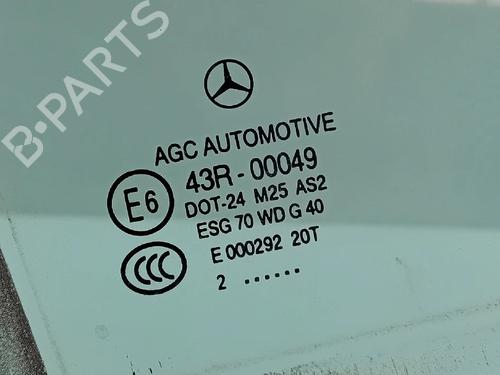 B-PARTS
AGC AUTOMOTIVE
E6 43R-00049
DOT-24 M25 AS2
ESG 70 WD G 40
CCC E 000292 20T
2 ......